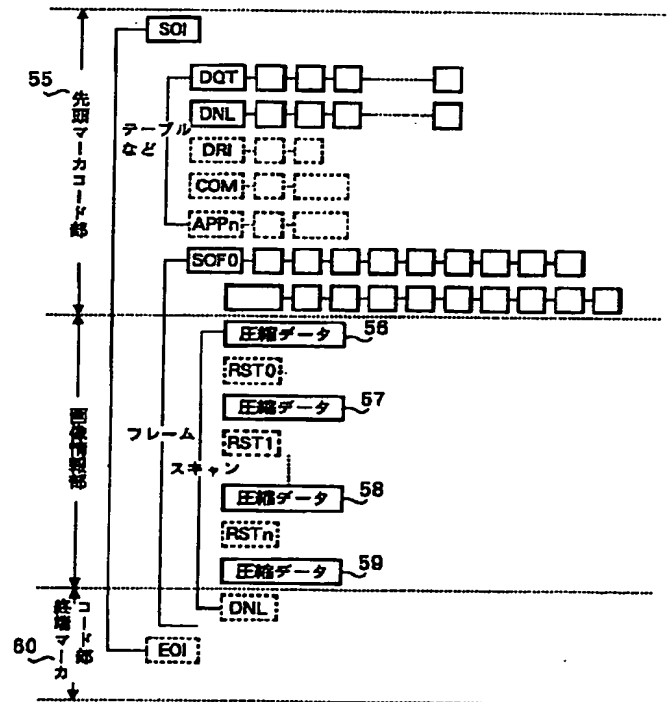 SOI
55
先頭マーカコード部
テーブル
など
DQT
DNL
DRI
COM
APPn
SOF0
圧縮データ
56
RST0
圧縮データ
57
RST1
圧縮データ
58
RSTn
圧縮データ
59
画像情報部
フレーム
スキャン
DNL
終端マーカ
コード部
60
EOI